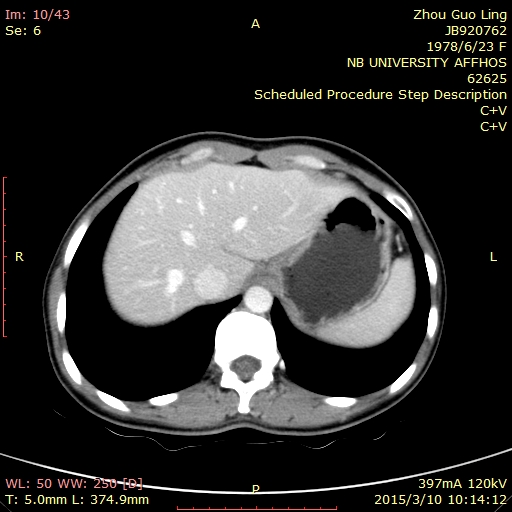 Im: 10/43
Se: 6
A
Zhou Guo Ling
JB920762
1978/6/23 F
NB UNIVERSITY AFFHOS
62625
Scheduled Procedure Step Description
C+V
C+V
R
L
WL: 50 WW: 250 [D]
T: 5.0mm L: 374.9mm
P
397mA 120kV
2015/3/10 10:14:12